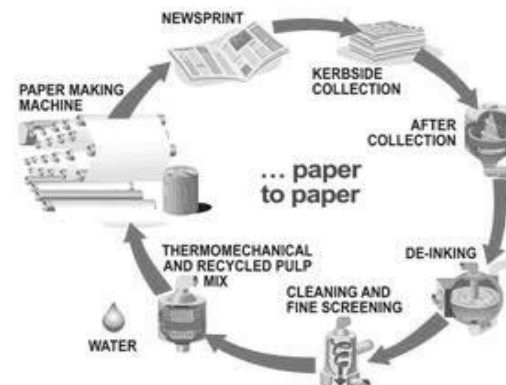 NEWSPRINT
KERBSIDE
COLLECTION
AFTER
COLLECTION
DE-INKING
CLEANING AND
FINE SCREENING
THERMOMECHANICAL
AND RECYCLED PULP
MIX
WATER
PAPER MAKING
MACHINE
... paper
to paper